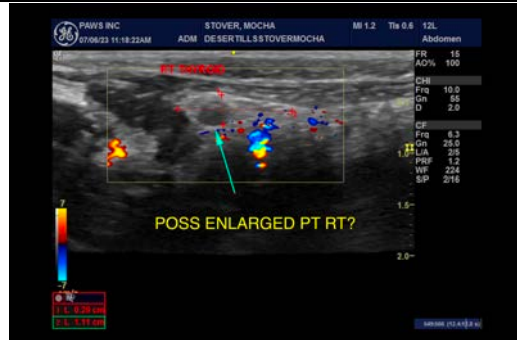 PAWS INC
STOVER, MOCHA
MI 1.2 TIs 0.6 12L
07/06/23 11:18:22AM
ADM DESERTILLSSTOVERMOCHA
Abdomen
FR 15
AO% 100
CHI
Frq 10.0
Gn 55
D 2.0
CF
Frq 6.3
Gn 25.0
L/A 2/5
PRF 1.2
WF 224
S/P 2/16
1.0
POSS ENLARGED PT RT?
1.5
2.0
7
-7
1 L 0.29 cm
2 L 1.11 cm